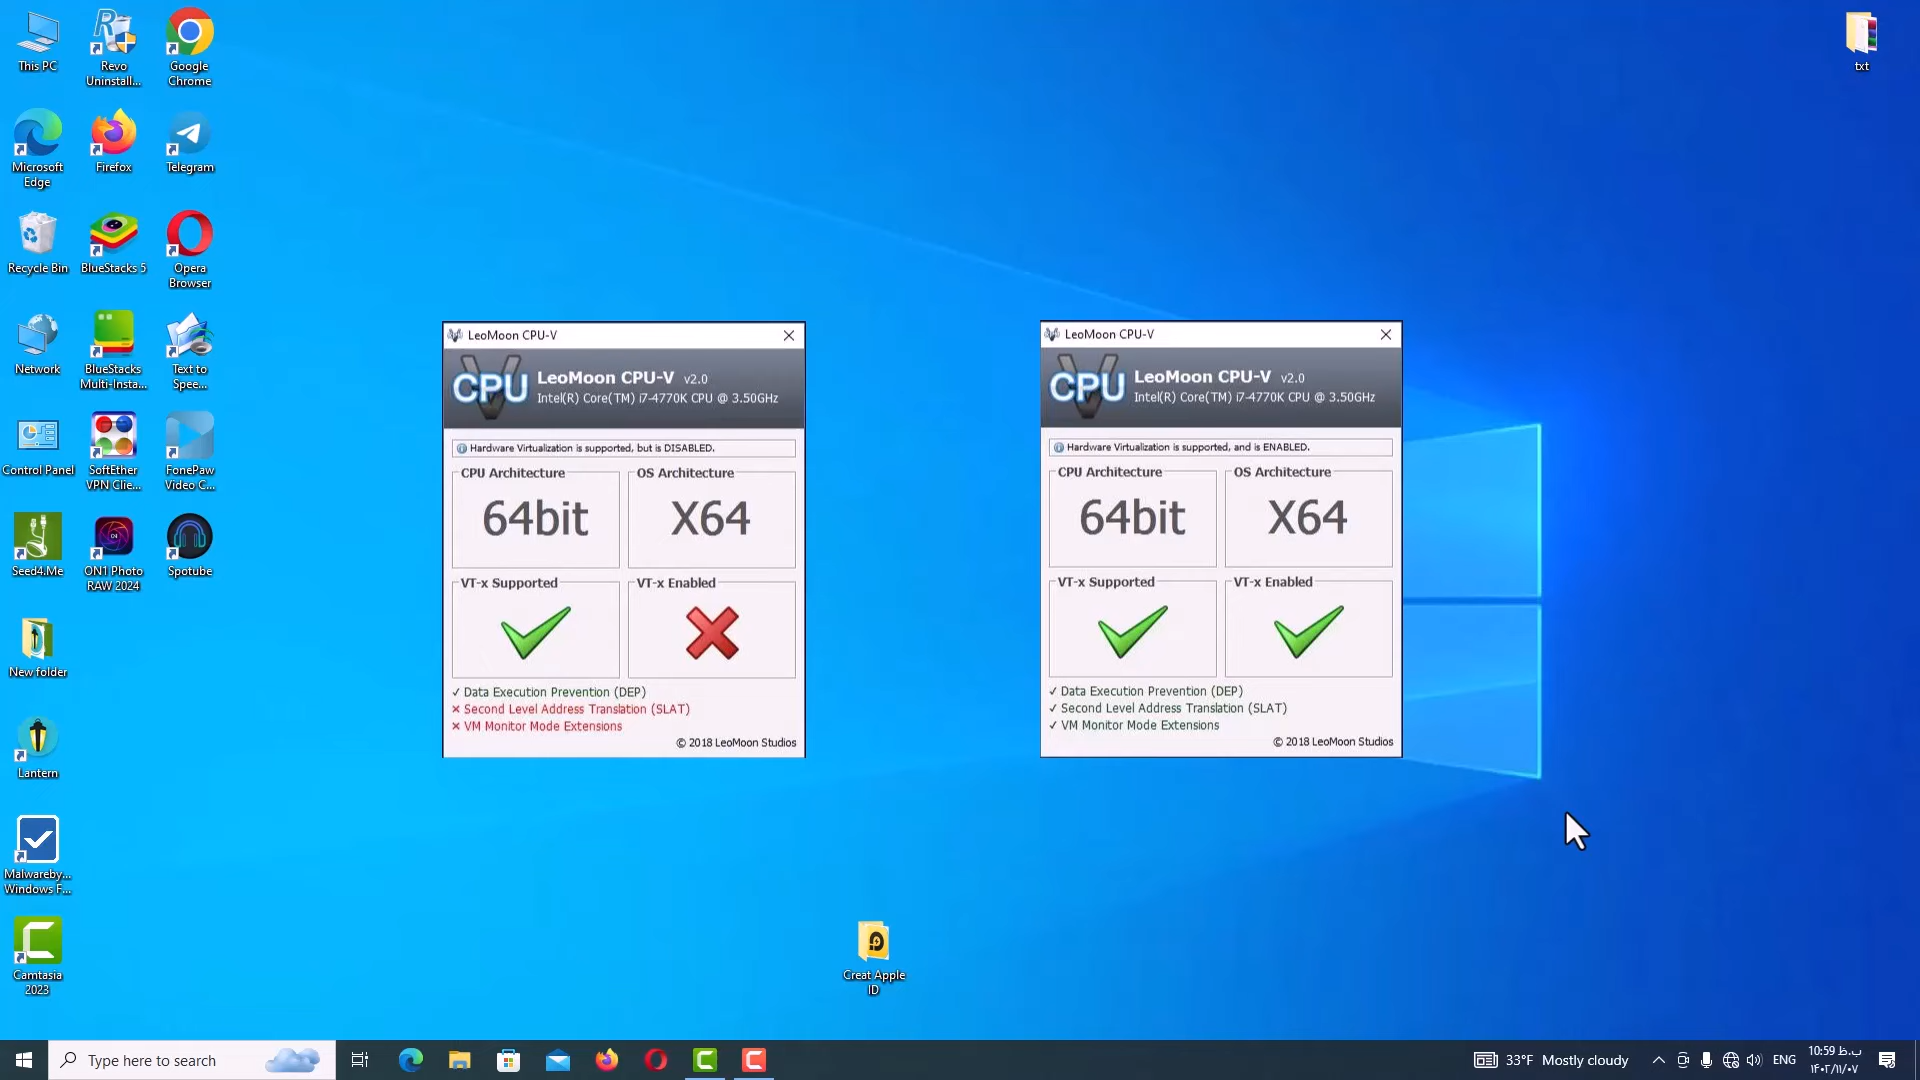 This PC
Revo
Uninstall...
Google
Chrome
txt
Microsoft
Edge
Firefox
Telegram
Recycle Bin
BlueStacks 5
Opera
Browser
Network
BlueStacks
Multi-Insta...
Text to
Spee...
Control Panel
SoftEther
VPN Clie...
FonePaw
Video C...
Seed4.Me
ON1 Photo
RAW 2024
Spotube
New folder
Lantern
Malwareby...
Windows F...
Camtasia
2023
LeoMoon CPU-V
CPU
LeoMoon CPU-V v2.0
Intel(R) Core(TM) i7-4770K CPU @ 3.50GHz
Hardware Virtualization is supported, but is DISABLED.
CPU Architecture
OS Architecture
64bit
X64
VT-x Supported
VT-x Enabled
✓ Data Execution Prevention (DEP)
× Second Level Address Translation (SLAT)
× VM Monitor Mode Extensions
© 2018 LeoMoon Studios
LeoMoon CPU-V
CPU
LeoMoon CPU-V v2.0
Intel(R) Core(TM) i7-4770K CPU @ 3.50GHz
Hardware Virtualization is supported, and is ENABLED.
CPU Architecture
OS Architecture
64bit
X64
VT-x Supported
VT-x Enabled
✓ Data Execution Prevention (DEP)
✓ Second Level Address Translation (SLAT)
✓ VM Monitor Mode Extensions
© 2018 LeoMoon Studios
Creat Apple
ID
Type here to search
33°F Mostly cloudy
ENG
10:59 ب.ظ
۱۴۰۲/۱۱/۰۷